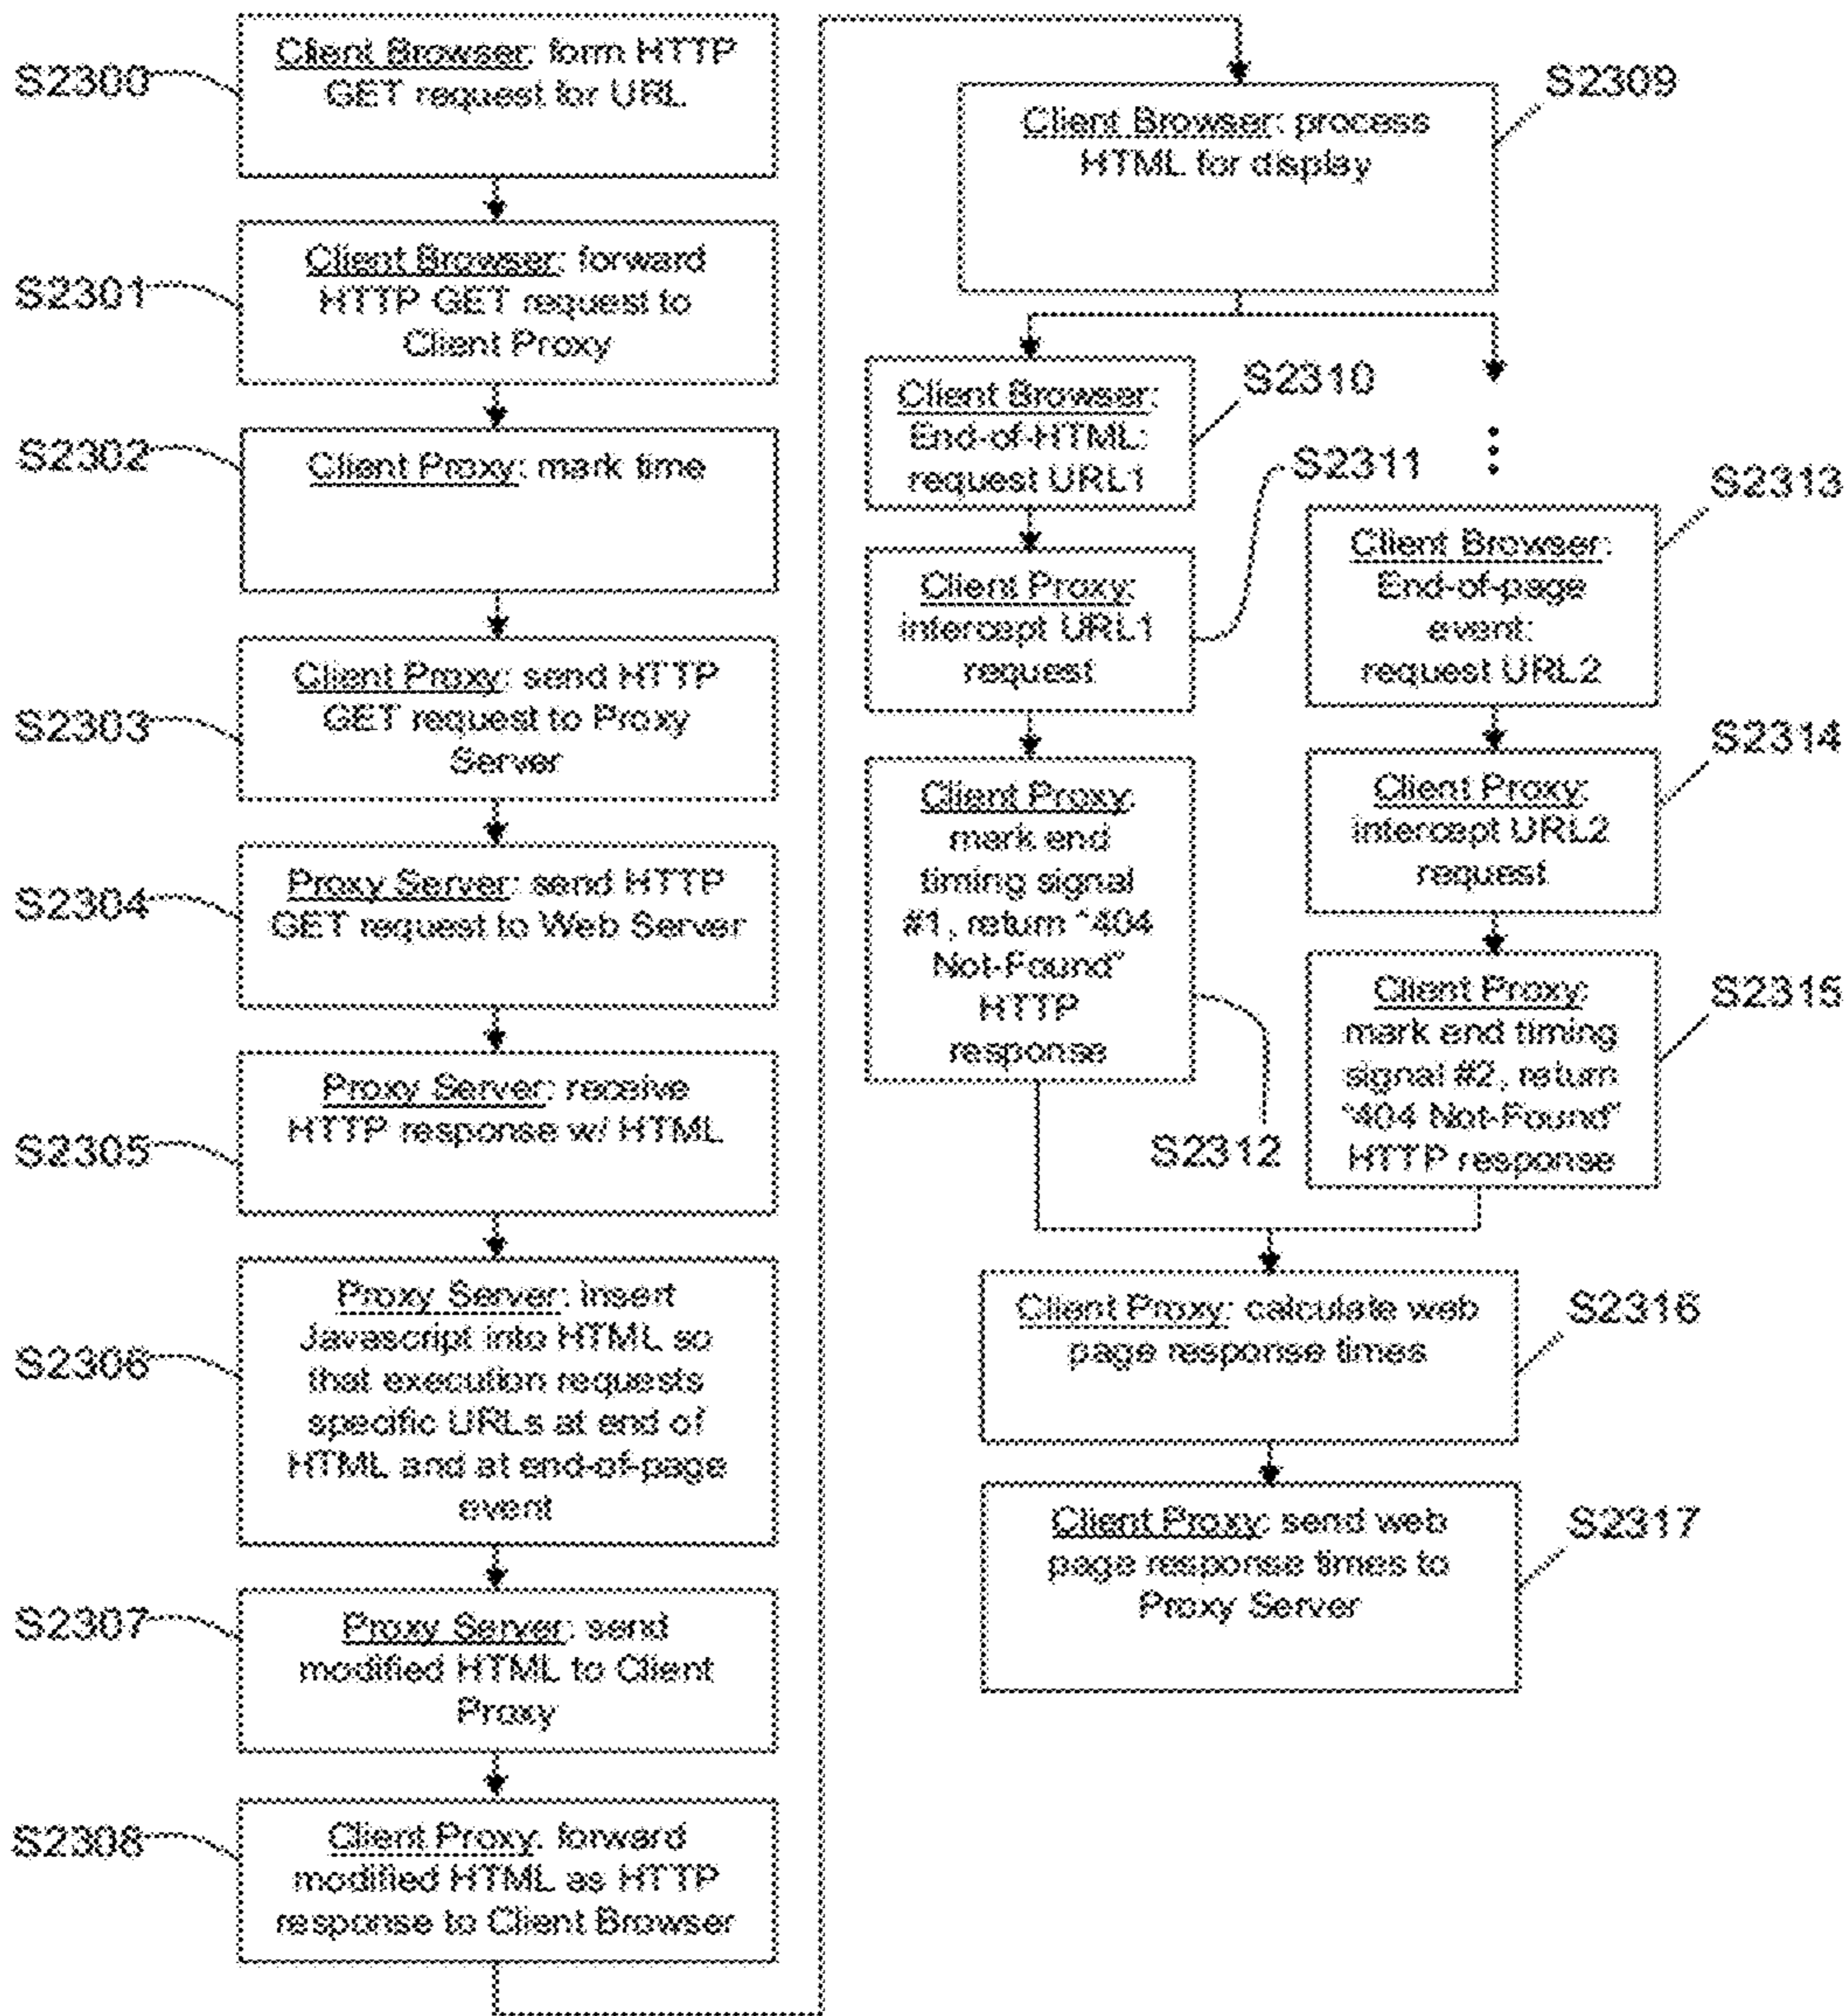 S2300
Client Browser: form HTTP
GET request for URL
S2301
Client Browser: forward
HTTP GET request to
Client Proxy
S2302
Client Proxy: mark time
S2303
Client Proxy: send HTTP
GET request to Proxy
Server
S2304
Proxy Server: send HTTP
GET request to Web Server
S2305
Proxy Server: receive
HTTP response w/ HTML
S2306
Proxy Server: insert
Javascript into HTML so
that execution requests
specific URLs at end of
HTML and at end-of-page
event
S2307
Proxy Server: send
modified HTML to Client
Proxy
S2308
Client Proxy: forward
modified HTML as HTTP
response to Client Browser
S2309
Client Browser: process
HTML for display
S2310
Client Browser:
End-of-HTML:
request URL1
S2311
Client Proxy:
intercept URL1
request
Client Proxy:
mark end
timing signal
#1, return "404
Not-Found"
HTTP
response
S2312
S2313
Client Browser:
End-of-page
event:
request URL2
S2314
Client Proxy:
intercept URL2
request
S2315
Client Proxy:
mark end timing
signal #2, return
"404 Not-Found"
HTTP response
S2316
Client Proxy: calculate web
page response times
S2317
Client Proxy: send web
page response times to
Proxy Server